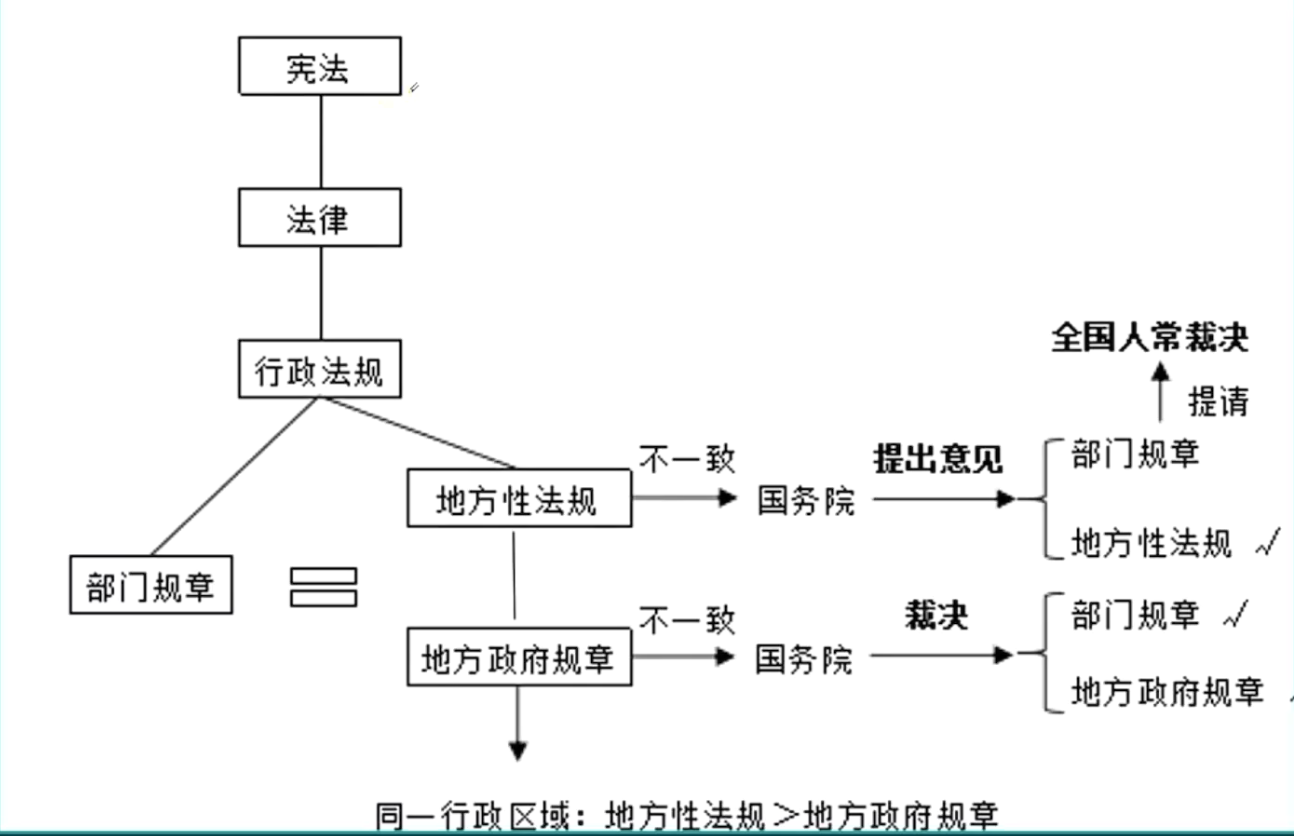 宪法
法律
行政法规
全国人常裁决
提请
不一致
提出意见
部门规章
地方性法规
国务院
地方性法规 √
部门规章
不一致
裁决
部门规章 √
地方政府规章
国务院
地方政府规章
同一行政区域：地方性法规＞地方政府规章